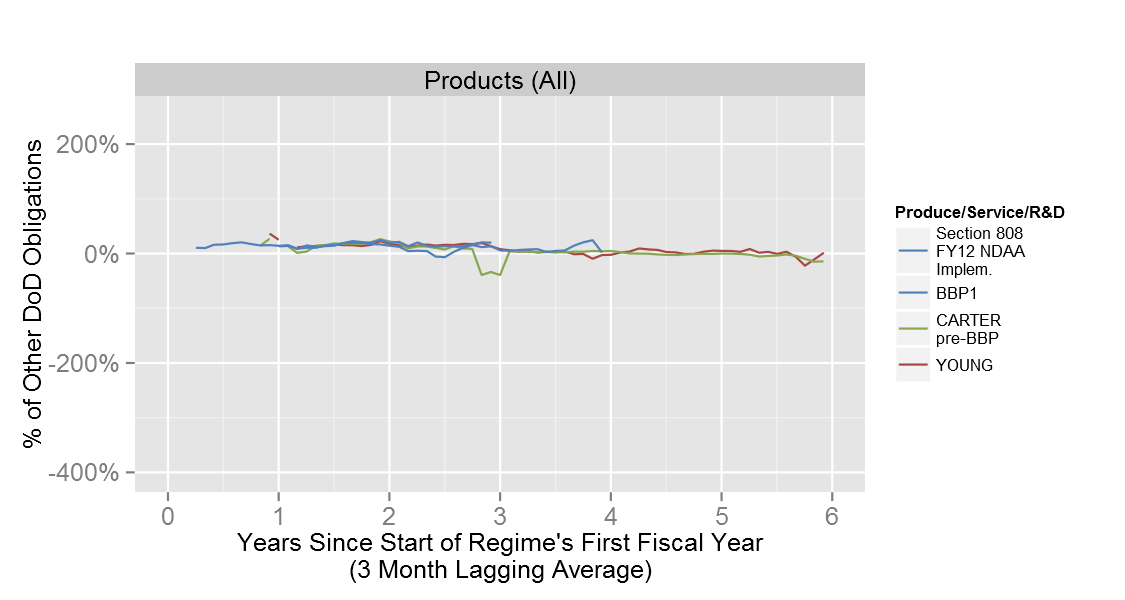 Products (All)
% of Other DoD Obligations
200%
0%
-200%
-400%
0 1 2 3 4 5 6
Years Since Start of Regime's First Fiscal Year
(3 Month Lagging Average)
Produce/Service/R&D
Section 808
FY12 NDAA
Implem.
BBP1
CARTER
pre-BBP
YOUNG